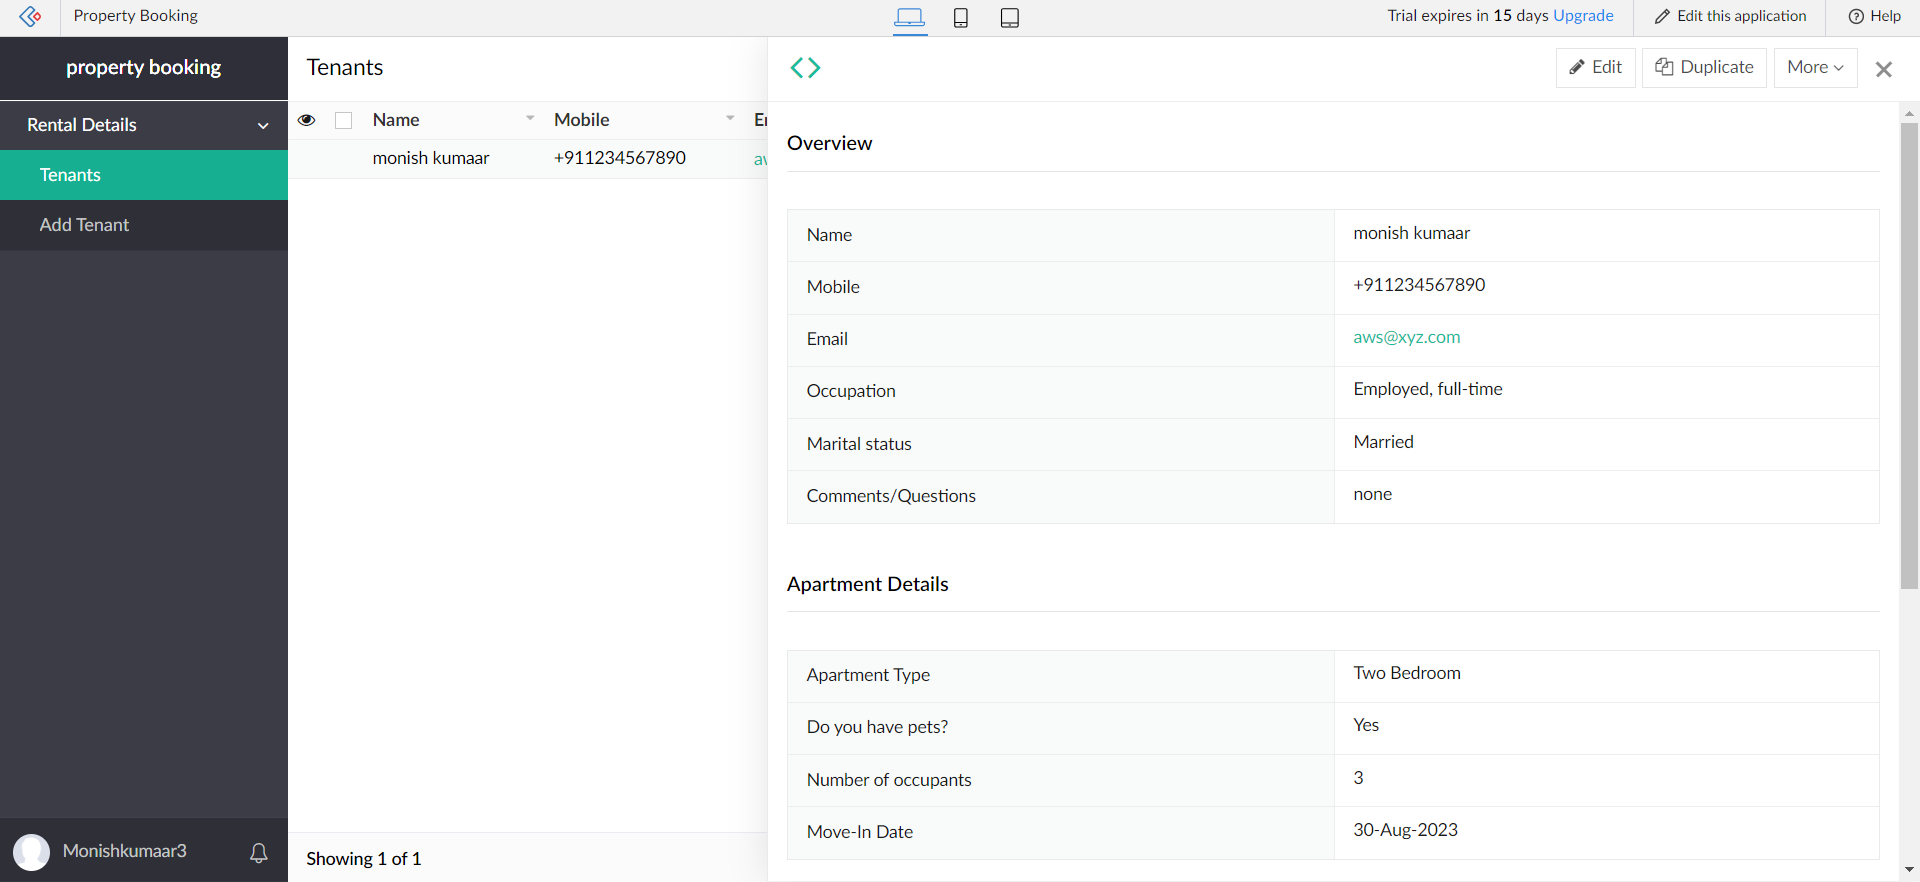 Property Booking
Trial expires in 15 days Upgrade
Edit this application
Help
property booking
Rental Details
Tenants
Add Tenant
Monishkumaar3
Tenants
Name Mobile
monish kumaar +911234567890
Showing 1 of 1
Edit
Duplicate
More
Overview
Name monish kumaar
Mobile +911234567890
Email aws@xyz.com
Occupation Employed, full-time
Marital status Married
Comments/Questions none
Apartment Details
Apartment Type Two Bedroom
Do you have pets? Yes
Number of occupants 3
Move-In Date 30-Aug-2023